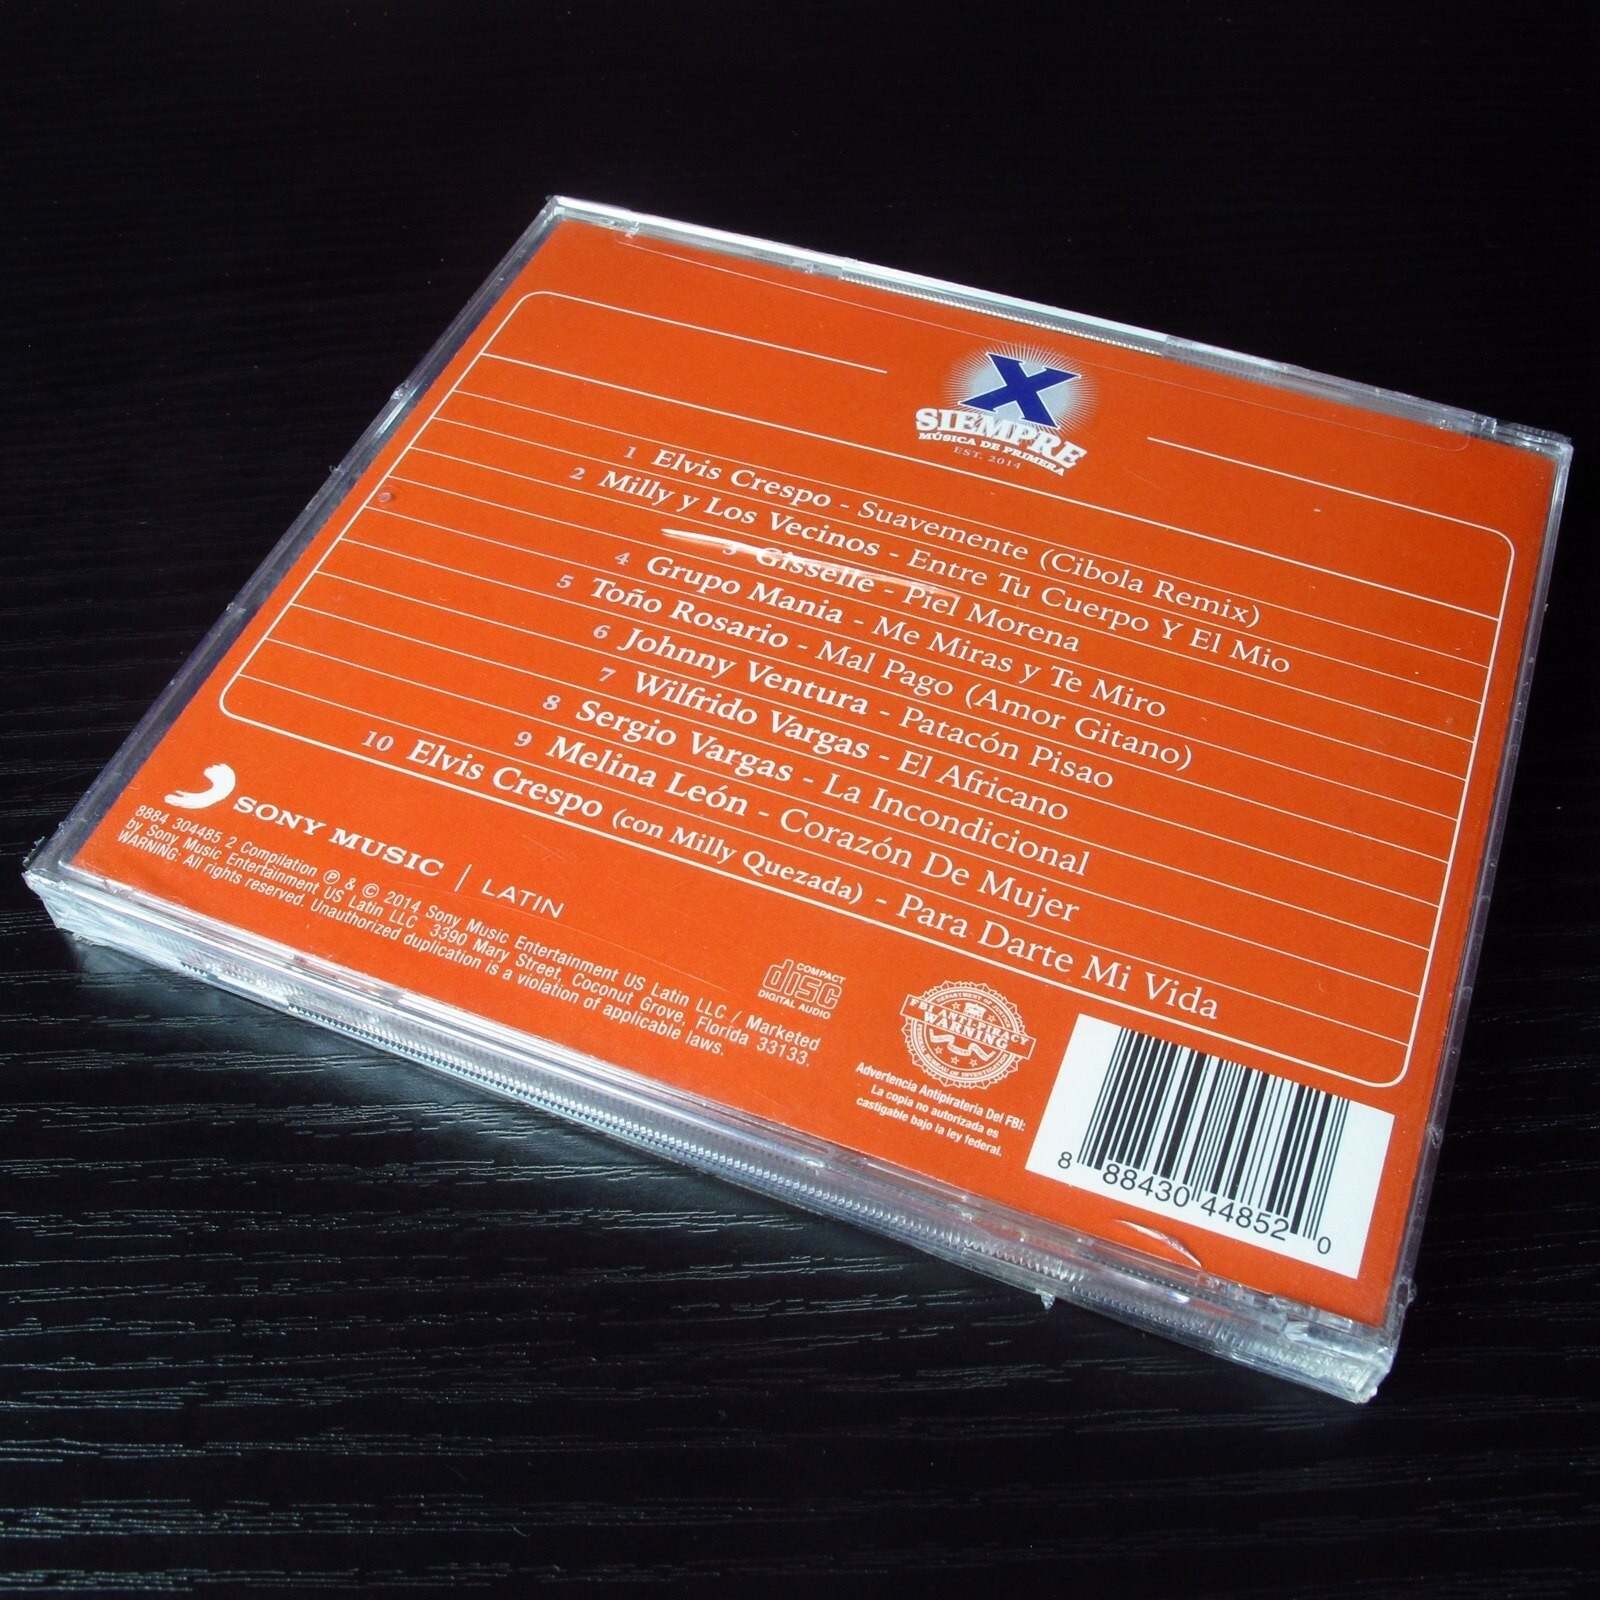 X
SIEMPRE
MÚSICA DE PRIMERA
EST. 2014
1 Elvis Crespo - Suavemente (Cibola Remix)
2 Milly y Los Vecinos - Entre Tu Cuerpo Y El Mio
3 Gisselle - Piel Morena
4 Grupo Mania - Me Miras y Te Miro
5 Toño Rosario - Mal Pago (Amor Gitano)
6 Johnny Ventura - Patacón Pisao
7 Wilfrido Vargas - El Africano
8 Sergio Vargas - La Incondicional
9 Melina León - Corazón De Mujer
10 Elvis Crespo (con Milly Quezada) - Para Darte Mi Vida
SONY MUSIC | LATIN
8884 304485 2 Compilation ℗ & © 2014 Sony Music Entertainment US Latin LLC / Marketed
by Sony Music Entertainment US Latin LLC 3390 Mary Street, Coconut Grove, Florida 33133.
WARNING: All rights reserved. Unauthorized duplication is a violation of applicable laws.
COMPACT
disc
DIGITAL AUDIO
FBI ANTI-PIRACY
WARNING
Advertencia Antipirateria Del FBI:
La copia no autorizada es
castigable bajo la ley federal.
8 88430 44852 0